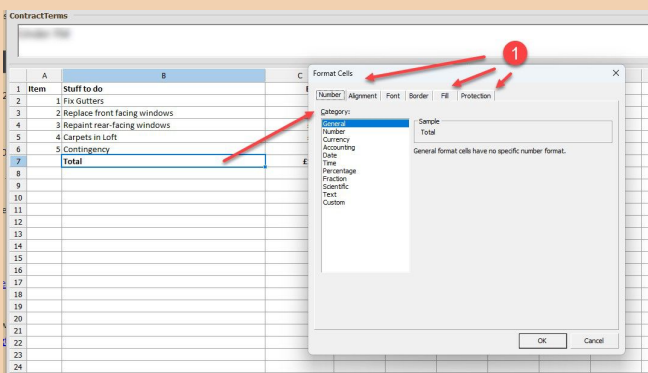 ContractTerms
A B C
1 Item Stuff to do
2 1 Fix Gutters
3 2 Replace front facing windows
4 3 Repaint rear-facing windows
5 4 Carpets in Loft
6 5 Contingency
7 Total £
8
9
10
11
12
13
14
15
16
17
18
19
20
21
22
23
24
1
Format Cells
Number Alignment Font Border Fill Protection
Category:
General
Number
Currency
Accounting
Date
Time
Percentage
Fraction
Scientific
Text
Custom
Sample
Total
General format cells have no specific number format.
OK Cancel